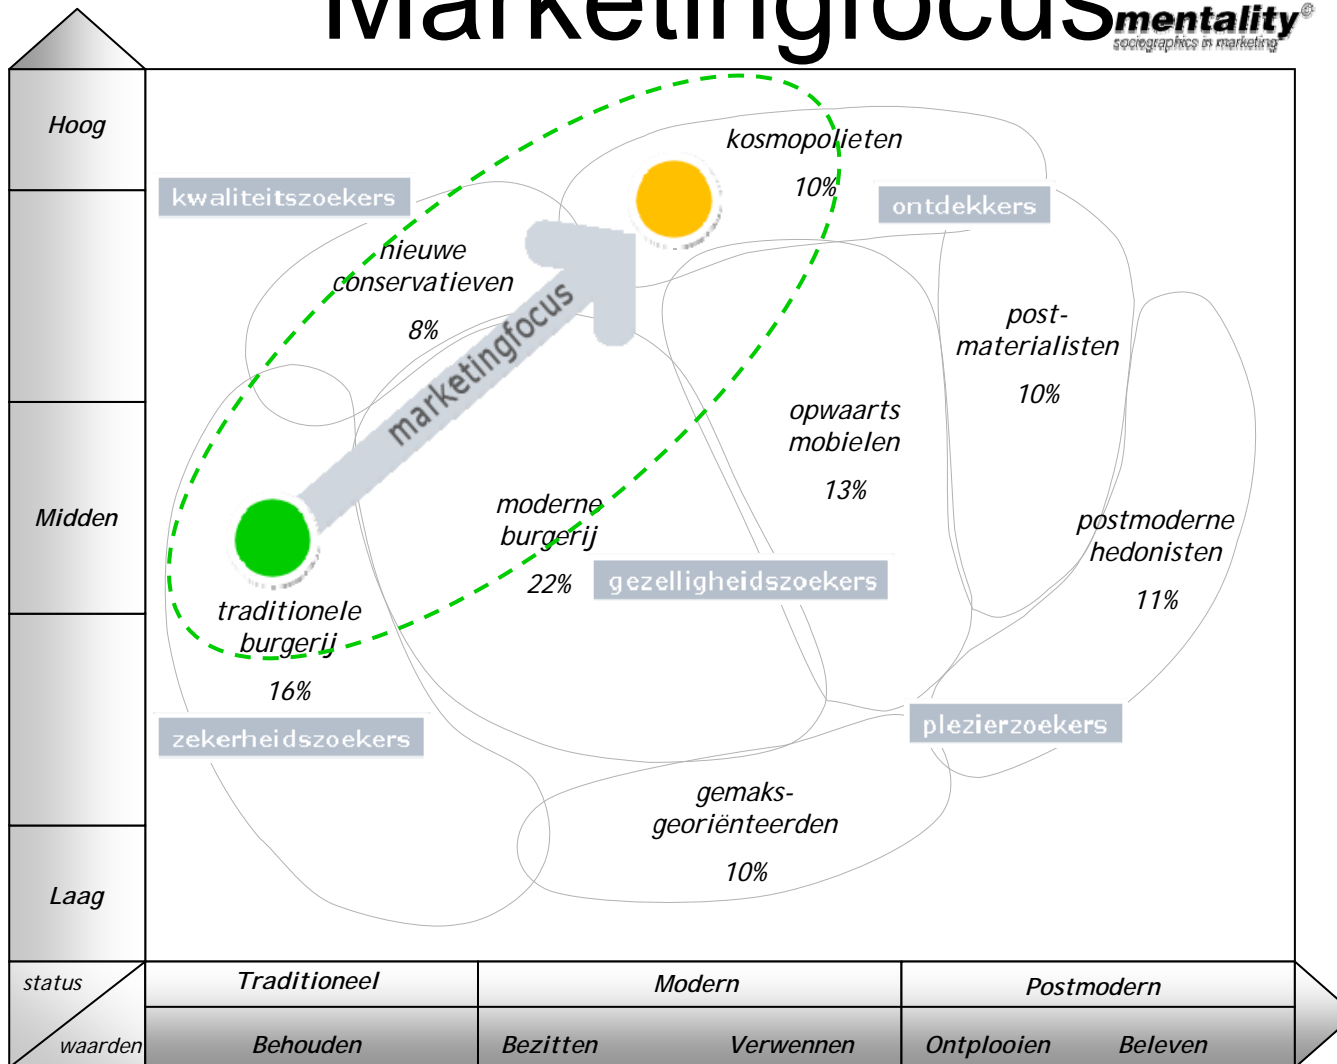 Marketingfocus
mentality©
sociographics in marketing
Hoog
kosmopolieten
10%
kwaliteitszoekers
ontdekkers
nieuwe
conservatieven
8%
marketingfocus
post-
materialisten
10%
opwaarts
mobielen
13%
Midden
moderne
burgerij
22%
postmoderne
hedonisten
11%
gezelligheidszoekers
traditionele
burgerij
16%
zekerheidszoekers
plezierzoekers
gemaks-
georiënteerden
10%
Laag
status
waarden
Traditioneel
Modern
Postmodern
Behouden
Bezitten
Verwennen
Ontplooien
Beleven